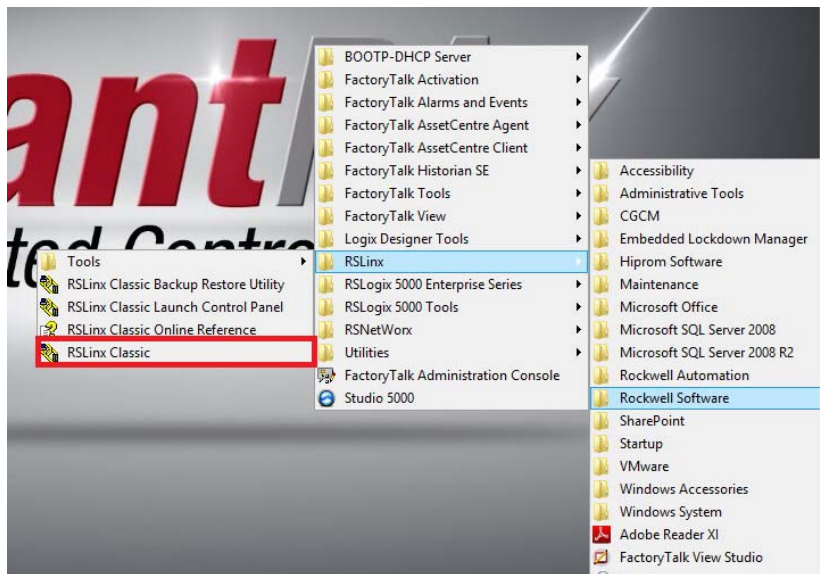 ant
ted Contro
BOOTP-DHCP Server
FactoryTalk Activation
FactoryTalk Alarms and Events
FactoryTalk AssetCentre Agent
FactoryTalk AssetCentre Client
FactoryTalk Historian SE
FactoryTalk Tools
FactoryTalk View
Logix Designer Tools
RSLinx
RSLogix 5000 Enterprise Series
RSLogix 5000 Tools
RSNetWorx
Utilities
FactoryTalk Administration Console
Studio 5000
Tools
RSLinx Classic Backup Restore Utility
RSLinx Classic Launch Control Panel
RSLinx Classic Online Reference
RSLinx Classic
Accessibility
Administrative Tools
CGCM
Embedded Lockdown Manager
Hiprom Software
Maintenance
Microsoft Office
Microsoft SQL Server 2008
Microsoft SQL Server 2008 R2
Rockwell Automation
Rockwell Software
SharePoint
Startup
VMware
Windows Accessories
Windows System
Adobe Reader XI
FactoryTalk View Studio